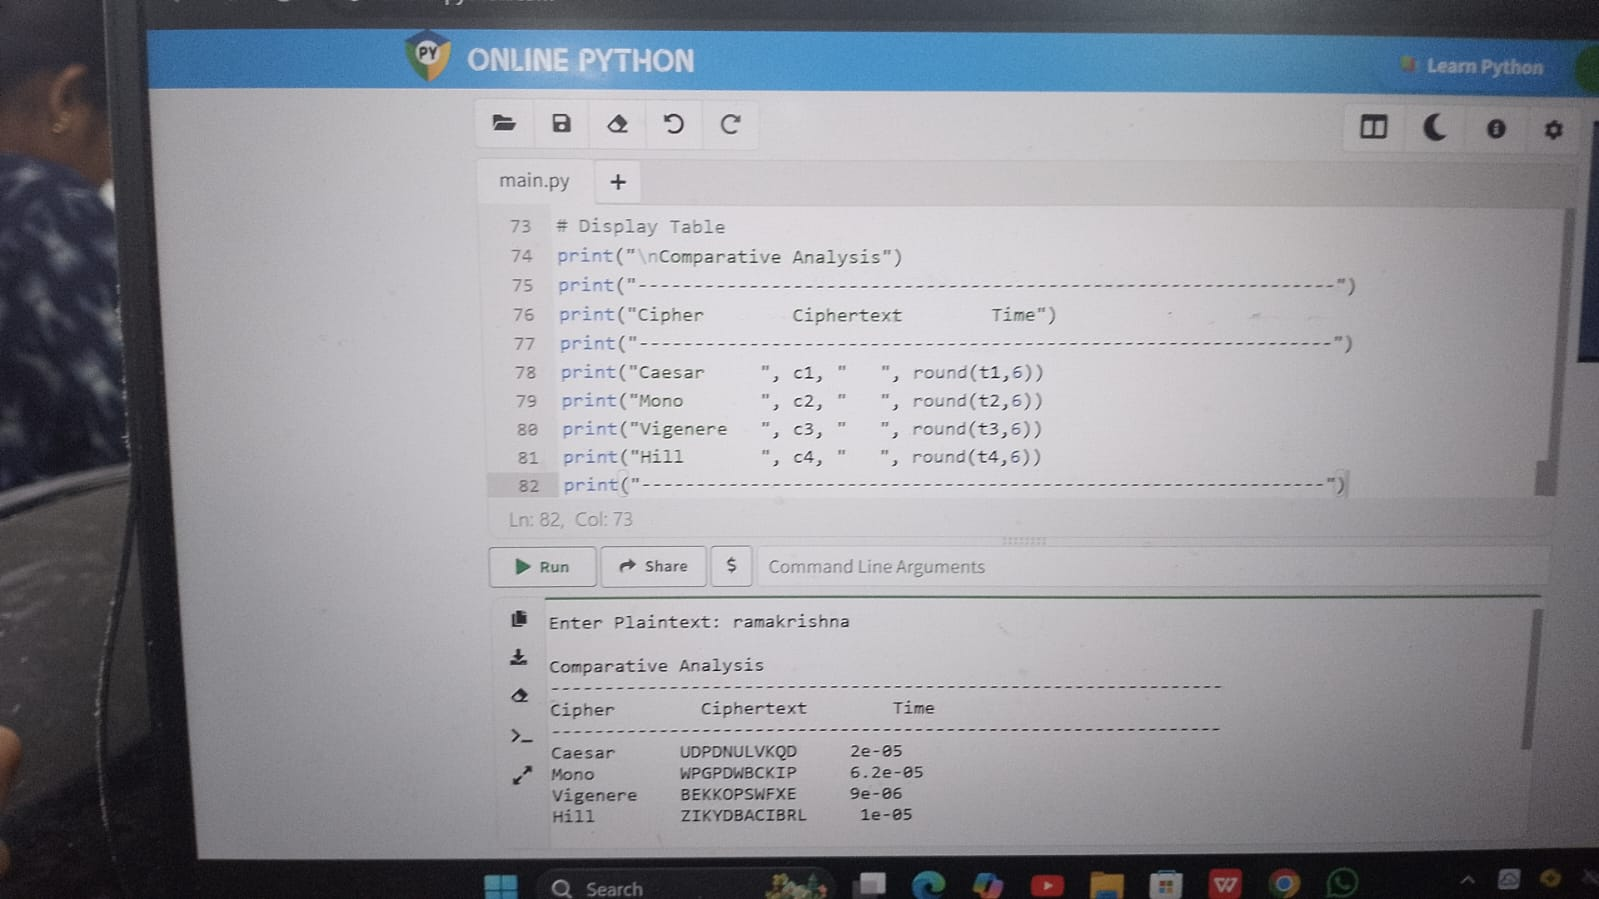 PY ONLINE PYTHON
Learn Python
main.py +
73 # Display Table
74 print("\nComparative Analysis")
75 print("----------------------------------------------------------------")
76 print("Cipher        Ciphertext        Time")
77 print("----------------------------------------------------------------")
78 print("Caesar     ", c1, "   ", round(t1,6))
79 print("Mono       ", c2, "   ", round(t2,6))
80 print("Vigenere   ", c3, "   ", round(t3,6))
81 print("Hill       ", c4, "   ", round(t4,6))
82 print("----------------------------------------------------------------")
Ln: 82, Col: 73
Run Share $ Command Line Arguments
Enter Plaintext: ramakrishna
Comparative Analysis
----------------------------------------------------------------
Cipher        Ciphertext        Time
----------------------------------------------------------------
Caesar      UDPDNULVKQD     2e-05
Mono        WPGPDWBCKIP     6.2e-05
Vigenere    BEKKOPSWFXE     9e-06
Hill        ZIKYDBACIBRL     1e-05
Search